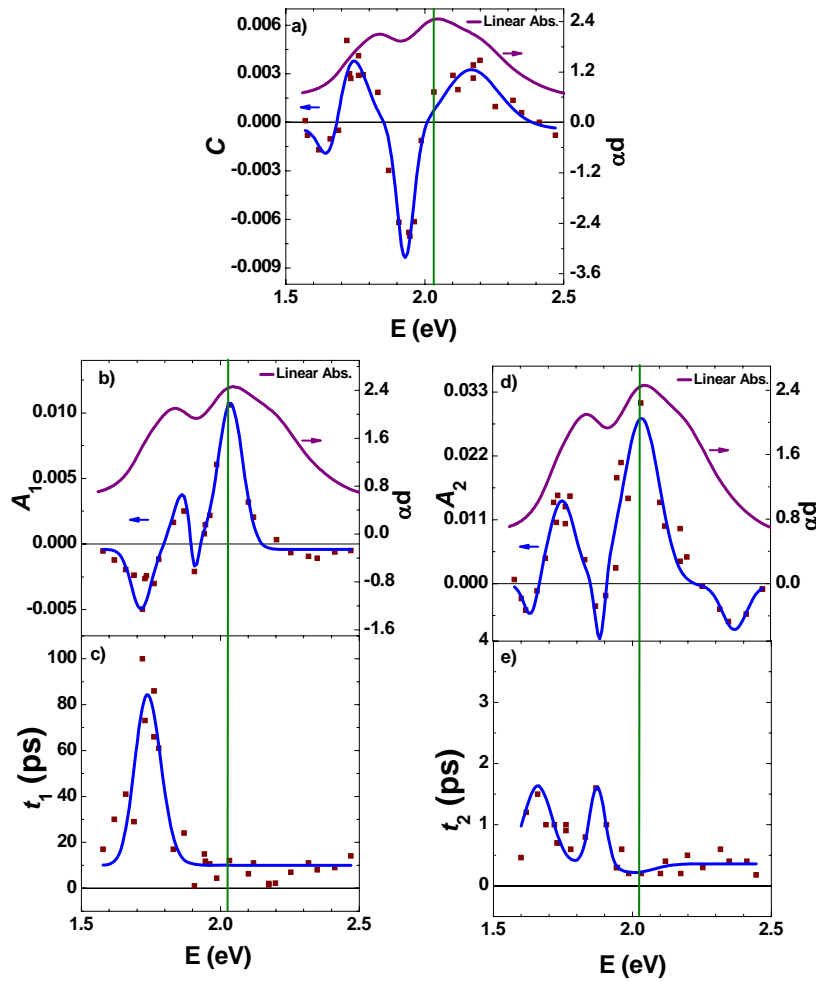 a)
Linear Abs.
0.006
0.003
0.000
-0.003
-0.006
-0.009
C
2.4
1.2
0.0
-1.2
-2.4
-3.6
αd
1.5
2.0
2.5
E (eV)
b)
Linear Abs.
0.010
0.005
0.000
-0.005
A1
2.4
1.6
0.8
0.0
-0.8
-1.6
αd
c)
100
80
60
40
20
0
t1 (ps)
1.5
2.0
2.5
E (eV)
d)
Linear Abs.
0.033
0.022
0.011
0.000
A2
2.4
1.6
0.8
0.0
αd
e)
4
3
2
1
0
t2 (ps)
1.5
2.0
2.5
E (eV)